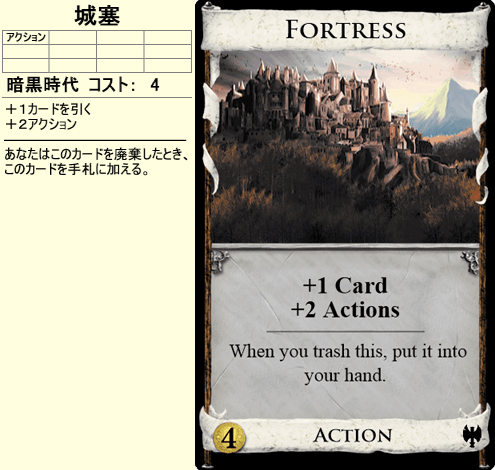 城塞
アクション
暗黒時代 コスト： 4
＋１カードを引く
＋２アクション
あなたはこのカードを廃棄したとき、
このカードを手札に加える。
FORTRESS
+1 Card
+2 Actions
When you trash this, put it into
your hand.
4
ACTION